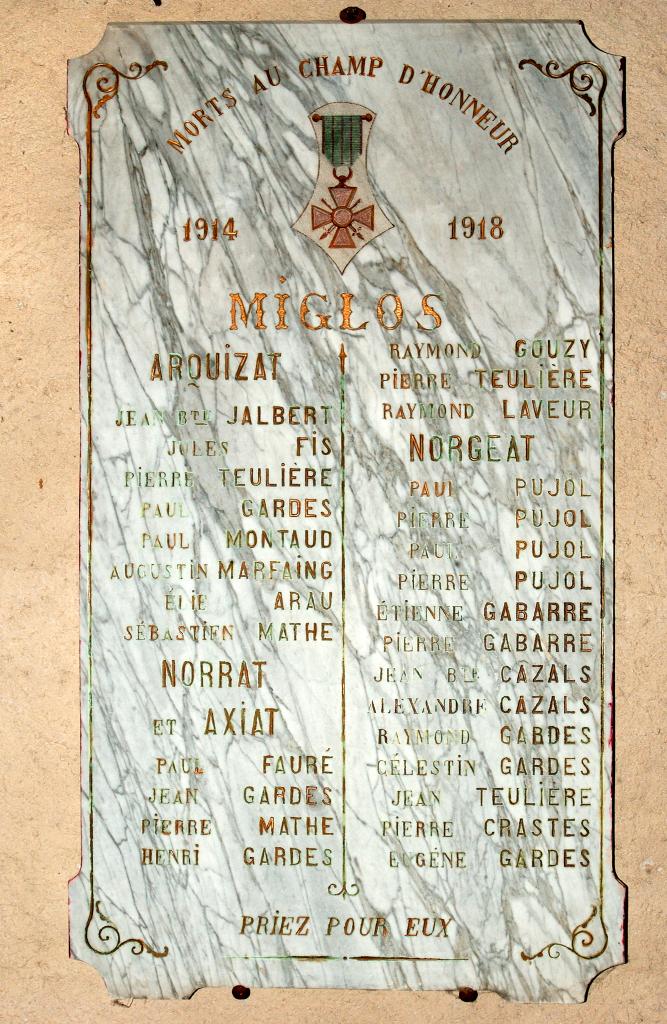 MORTS AU CHAMP D'HONNEUR
1914 1918
MIGLOS
ARQUIZAT
JEAN BTE JALBERT
JULES FIS
PIERRE TEULIÈRE
PAUL GARDES
PAUL MONTAUD
AUGUSTIN MARFAING
ÉLIE ARAU
SÉBASTIEN MATHE
NORRAT
ET AXIAT
PAUL FAURÉ
JEAN GARDES
PIERRE MATHE
HENRI GARDES
RAYMOND GOUZY
PIERRE TEULIÈRE
RAYMOND LAVEUR
NORGEAT
PAUL PUJOL
PIERRE PUJOL
PAUL PUJOL
PIERRE PUJOL
ÉTIENNE GABARRE
PIERRE GABARRE
JEAN BTE CAZALS
ALEXANDRE CAZALS
RAYMOND GARDES
CÉLESTIN GARDES
JEAN TEULIÈRE
PIERRE CRASTES
EUGÉNE GARDES
PRIEZ POUR EUX